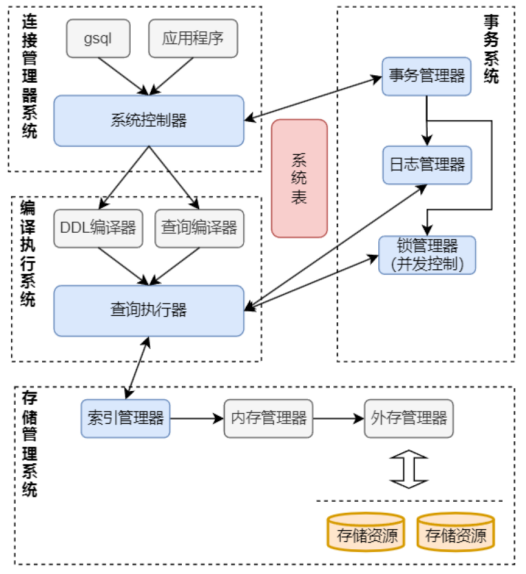 连接管理器系统
gsql
应用程序
系统控制器
事务系统
事务管理器
日志管理器
锁管理器
(并发控制)
系统表
编译执行系统
DDL编译器
查询编译器
查询执行器
存储管理系统
索引管理器
内存管理器
外存管理器
存储资源
存储资源